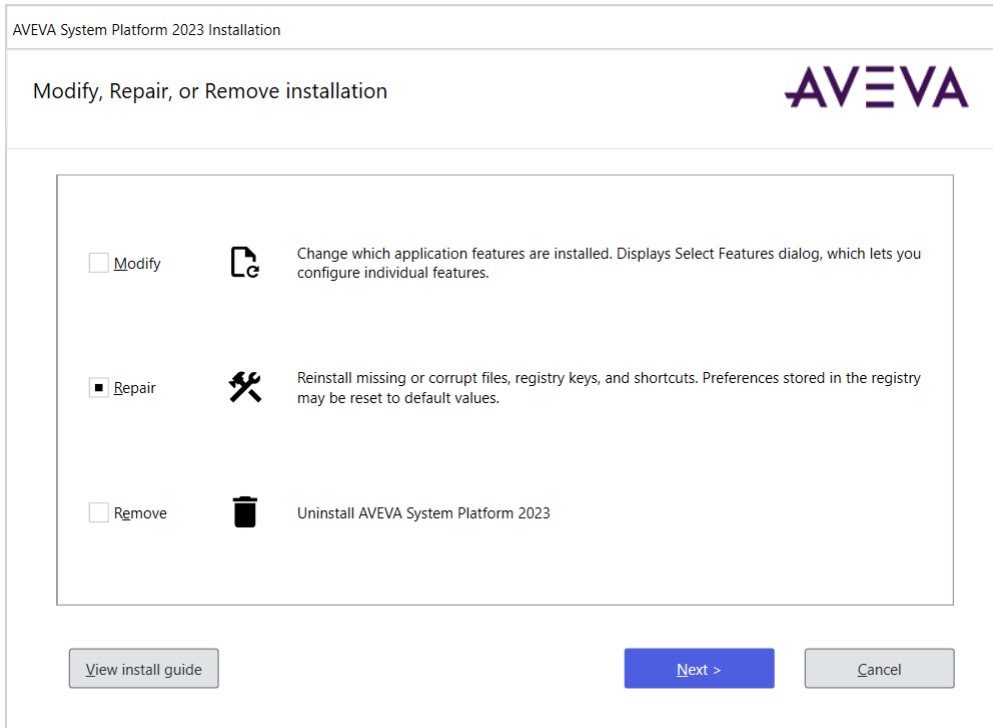 AVEVA System Platform 2023 Installation
Modify, Repair, or Remove installation
AVEVA
Modify
Change which application features are installed. Displays Select Features dialog, which lets you
configure individual features.
Repair
Reinstall missing or corrupt files, registry keys, and shortcuts. Preferences stored in the registry
may be reset to default values.
Remove
Uninstall AVEVA System Platform 2023
View install guide
Next >
Cancel